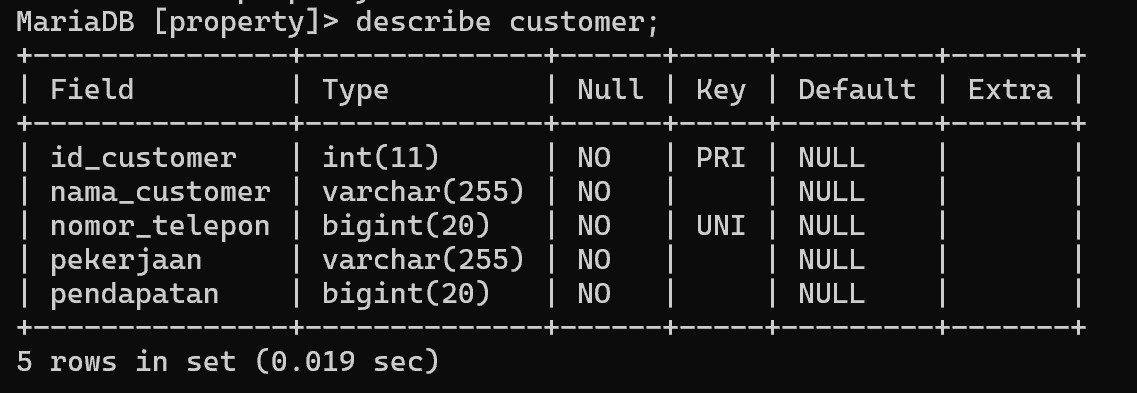 MariaDB [property]> describe customer;
+---------------+--------------+------+-----+---------+-------+
| Field         | Type         | Null | Key | Default | Extra |
+---------------+--------------+------+-----+---------+-------+
| id_customer   | int(11)      | NO   | PRI | NULL    |       |
| nama_customer | varchar(255) | NO   |     | NULL    |       |
| nomor_telepon | bigint(20)   | NO   | UNI | NULL    |       |
| pekerjaan     | varchar(255) | NO   |     | NULL    |       |
| pendapatan    | bigint(20)   | NO   |     | NULL    |       |
+---------------+--------------+------+-----+---------+-------+
5 rows in set (0.019 sec)